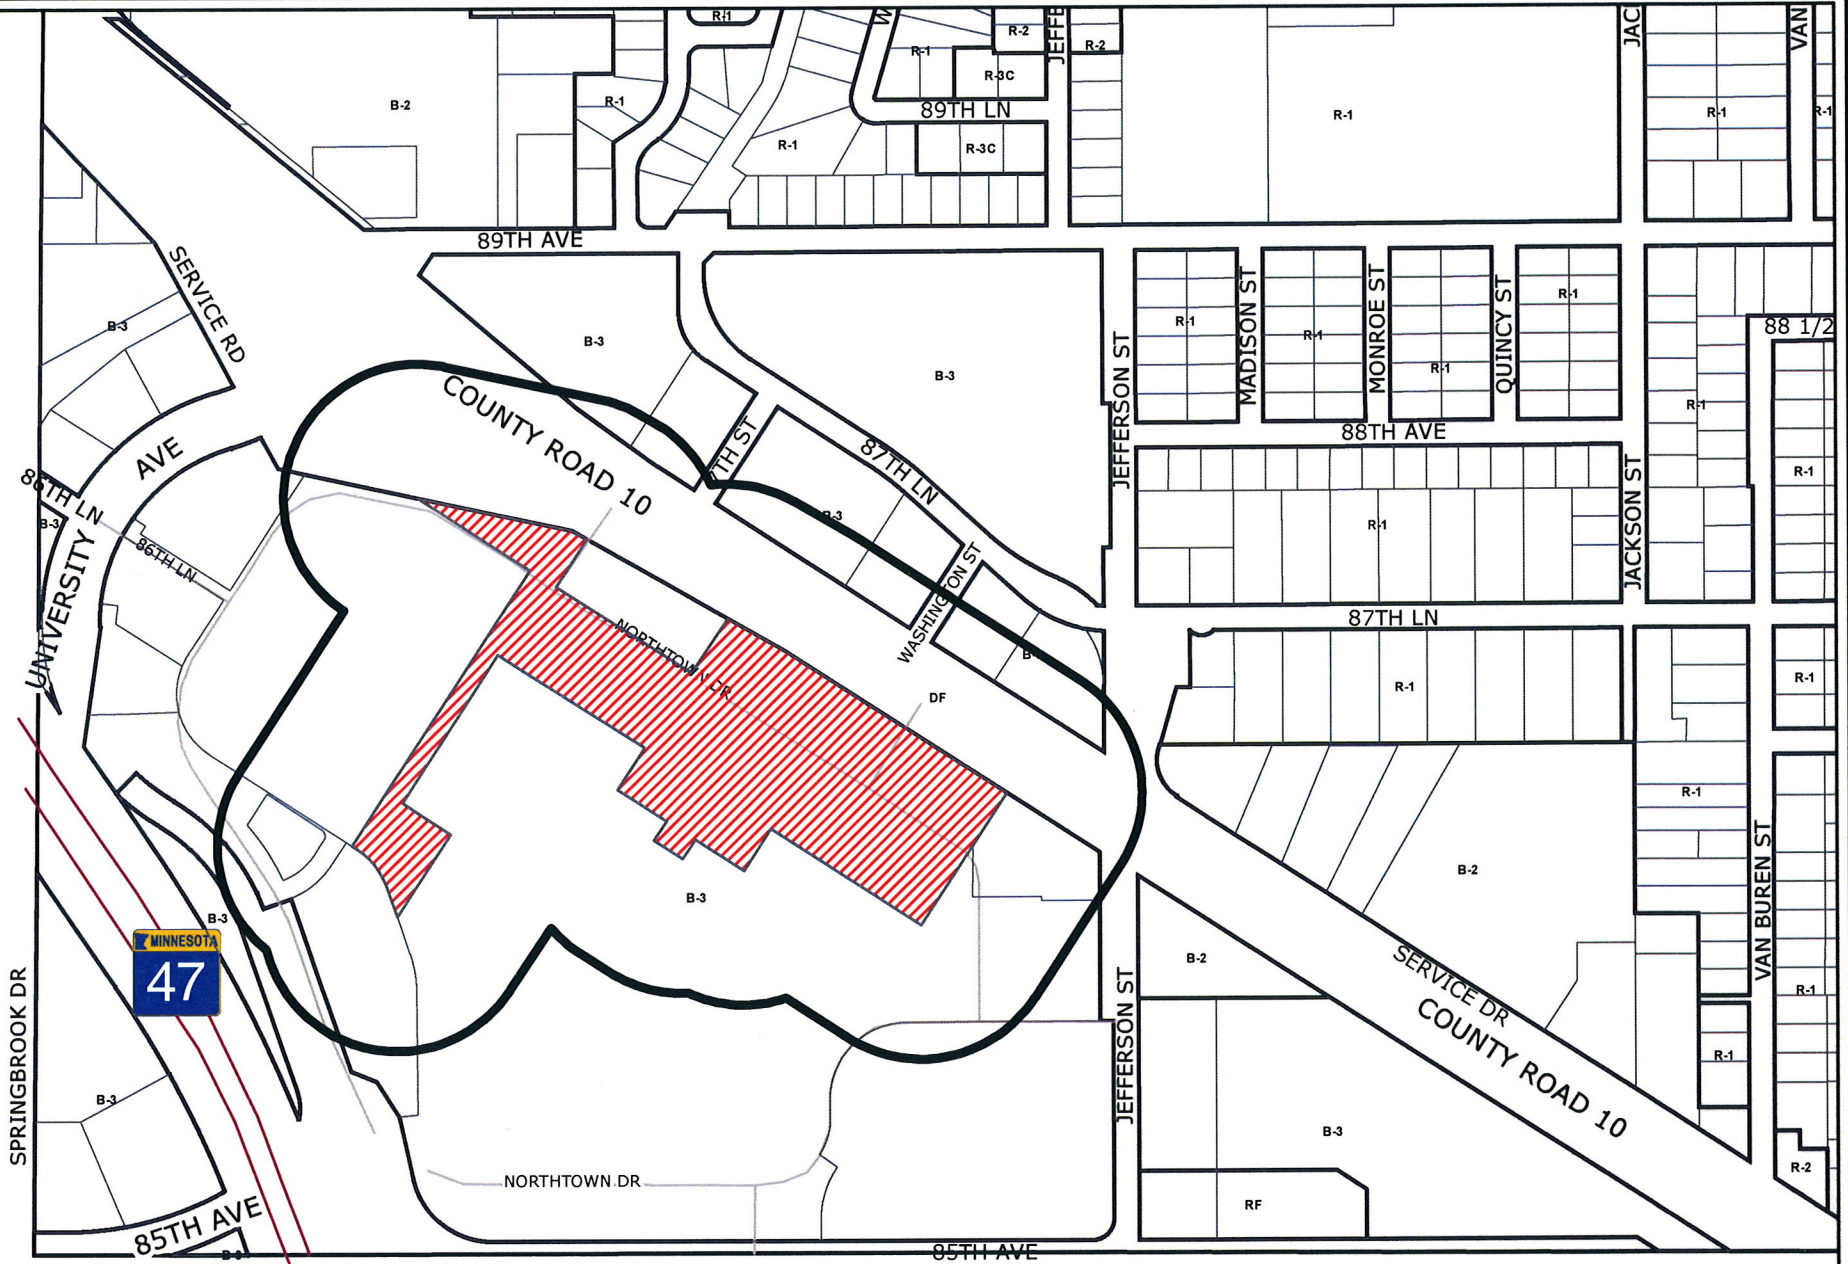 R-1
R-2
R-2
JEFFE
JAC
VAN
R-1
R-3C
B-2
R-1
89TH LN
R-1
R-1
R-1
R-1
R-3C
89TH AVE
SERVICE RD
B-3
B-3
B-3
R-1
MADISON ST
R-1
MONROE ST
R-1
QUINCY ST
R-1
88 1/2
JEFFERSON ST
R-1
88TH AVE
COUNTY ROAD 10
7TH ST
87TH LN
AVE
UNIVERSITY
86TH LN
B-3
86TH LN
B-3
R-1
JACKSON ST
R-1
WASHINGTON ST
87TH LN
NORTHTOWN DR
B-
R-1
R-1
DF
R-1
B-2
VAN BUREN ST
B-3
B-3
MINNESOTA
47
SPRINGBROOK DR
B-2
SERVICE DR
COUNTY ROAD 10
R-1
JEFFERSON ST
R-1
B-3
B-3
R-2
NORTHTOWN DR
RF
85TH AVE
85TH AVE